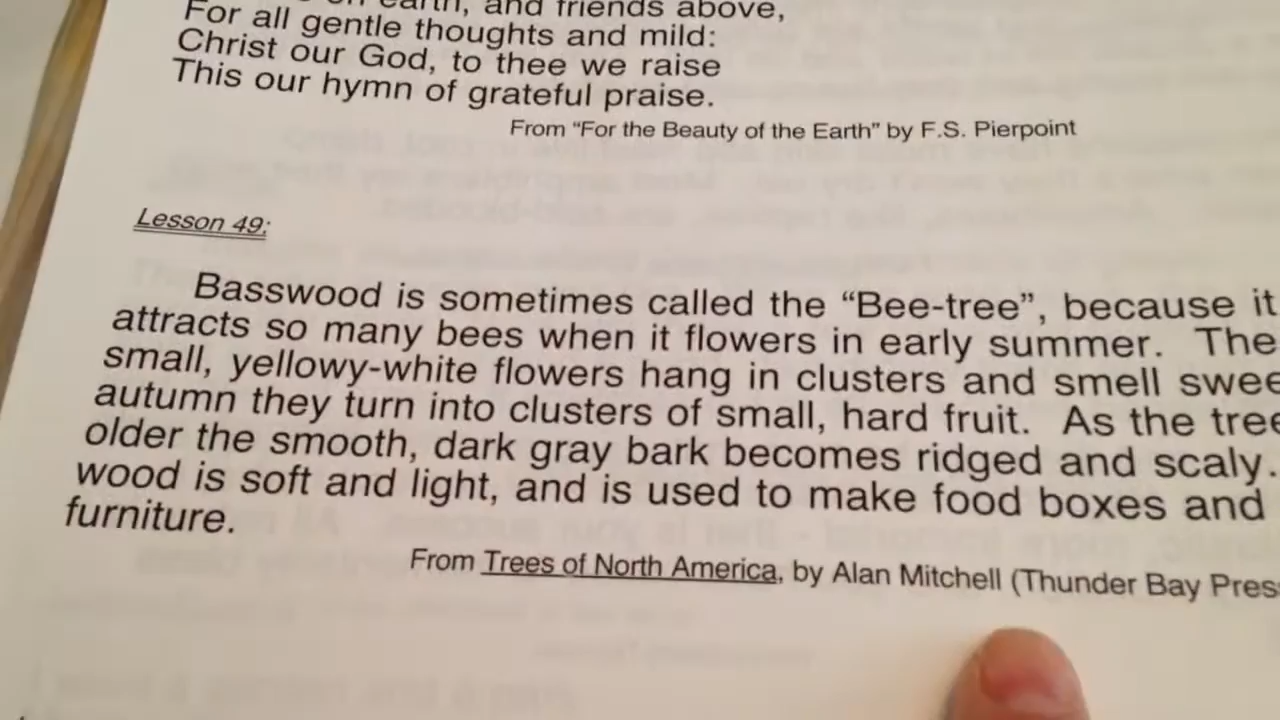 earth, and friends above,
For all gentle thoughts and mild:
Christ our God, to thee we raise
This our hymn of grateful praise.
From “For the Beauty of the Earth” by F.S. Pierpoint
Lesson 49:
Basswood is sometimes called the “Bee-tree”, because it
attracts so many bees when it flowers in early summer. The
small, yellowy-white flowers hang in clusters and smell
autumn they turn into clusters of small, hard fruit. As the
older the smooth, dark gray bark becomes ridged and scaly.
wood is soft and light, and is used to make food boxes and
furniture.
From Trees of North America, by Alan Mitchell (Thunder Bay